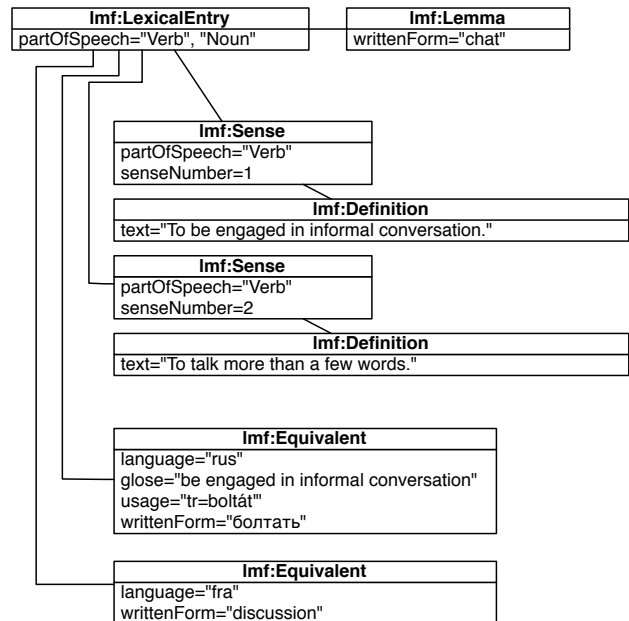 lmf:LexicalEntry
partOfSpeech="Verb", "Noun"
lmf:Lemma
writtenForm="chat"
lmf:Sense
partOfSpeech="Verb"
senseNumber=1
lmf:Definition
text="To be engaged in informal conversation."
lmf:Sense
partOfSpeech="Verb"
senseNumber=2
lmf:Definition
text="To talk more than a few words."
lmf:Equivalent
language="rus"
glose="be engaged in informal conversation"
usage="tr=boltát'"
writtenForm="болтать"
lmf:Equivalent
language="fra"
writtenForm="discussion"